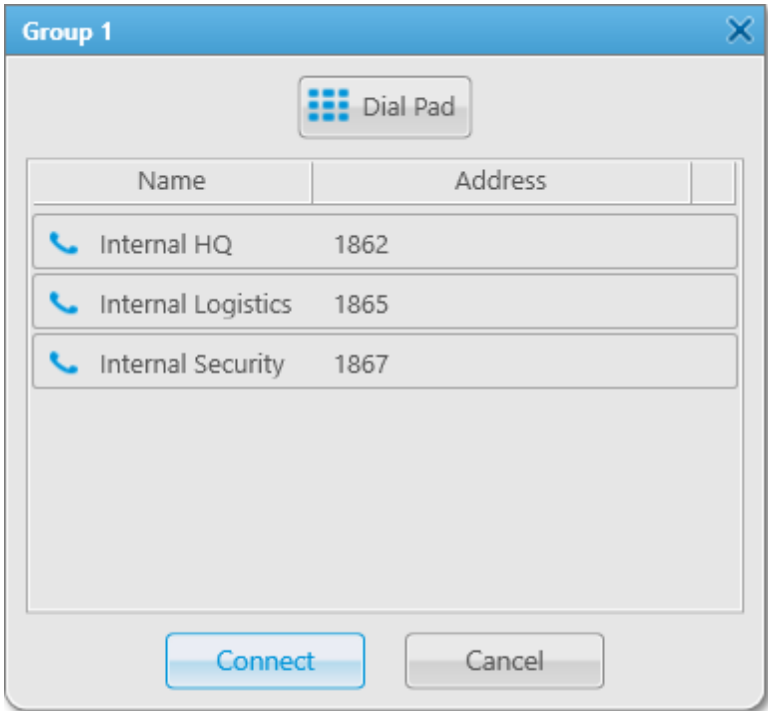 Group 1
Dial Pad
Name Address
Internal HQ 1862
Internal Logistics 1865
Internal Security 1867
Connect Cancel